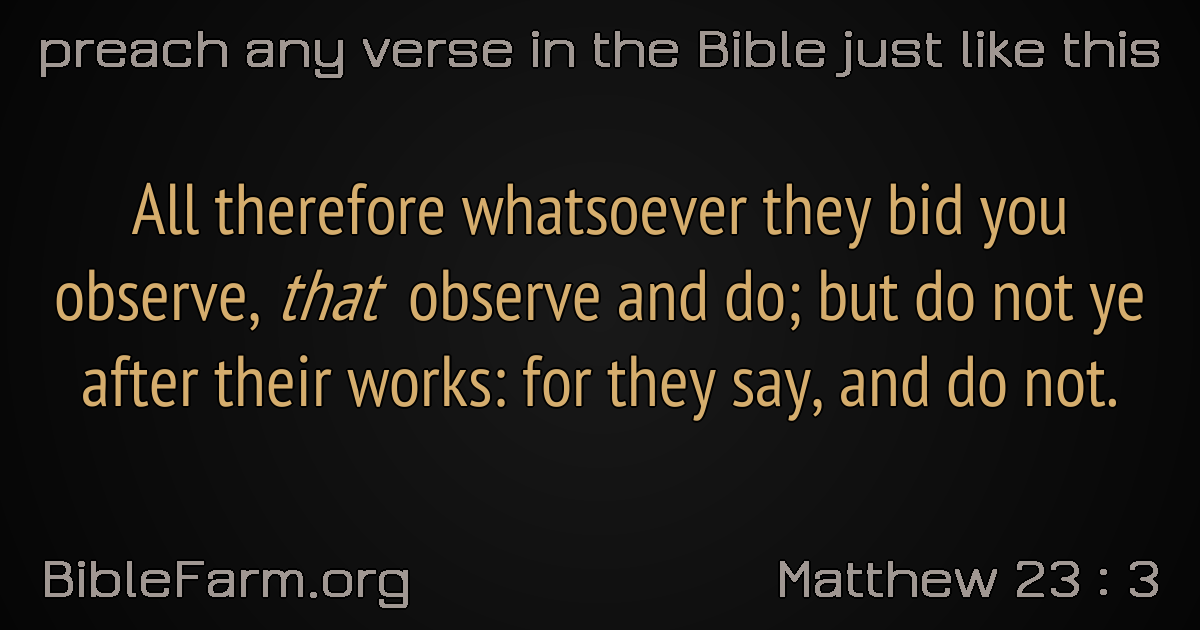 preach any verse in the Bible just like this
All therefore whatsoever they bid you
observe, that observe and do; but do not ye
after their works: for they say, and do not.
BibleFarm.org
Matthew 23 : 3